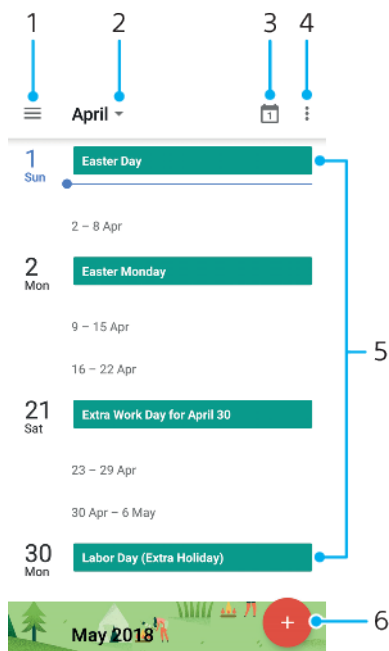 1 2 3 4
April
1
1 Easter Day
Sun
2 – 8 Apr
2 Easter Monday
Mon
9 – 15 Apr
5
16 – 22 Apr
21 Extra Work Day for April 30
Sat
23 – 29 Apr
30 Apr – 6 May
30 Labor Day (Extra Holiday)
Mon
+ 6
May 2018